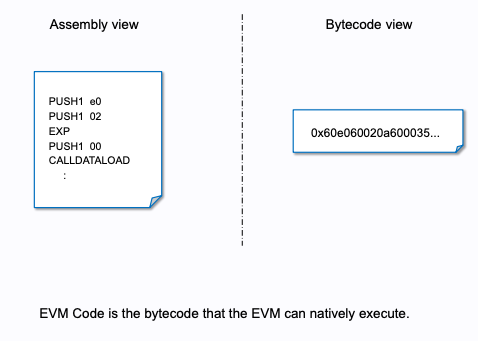 Assembly view
PUSH1 e0
PUSH1 02
EXP
PUSH1 00
CALLDATALOAD
:
Bytecode view
0x60e060020a600035...
EVM Code is the bytecode that the EVM can natively execute.